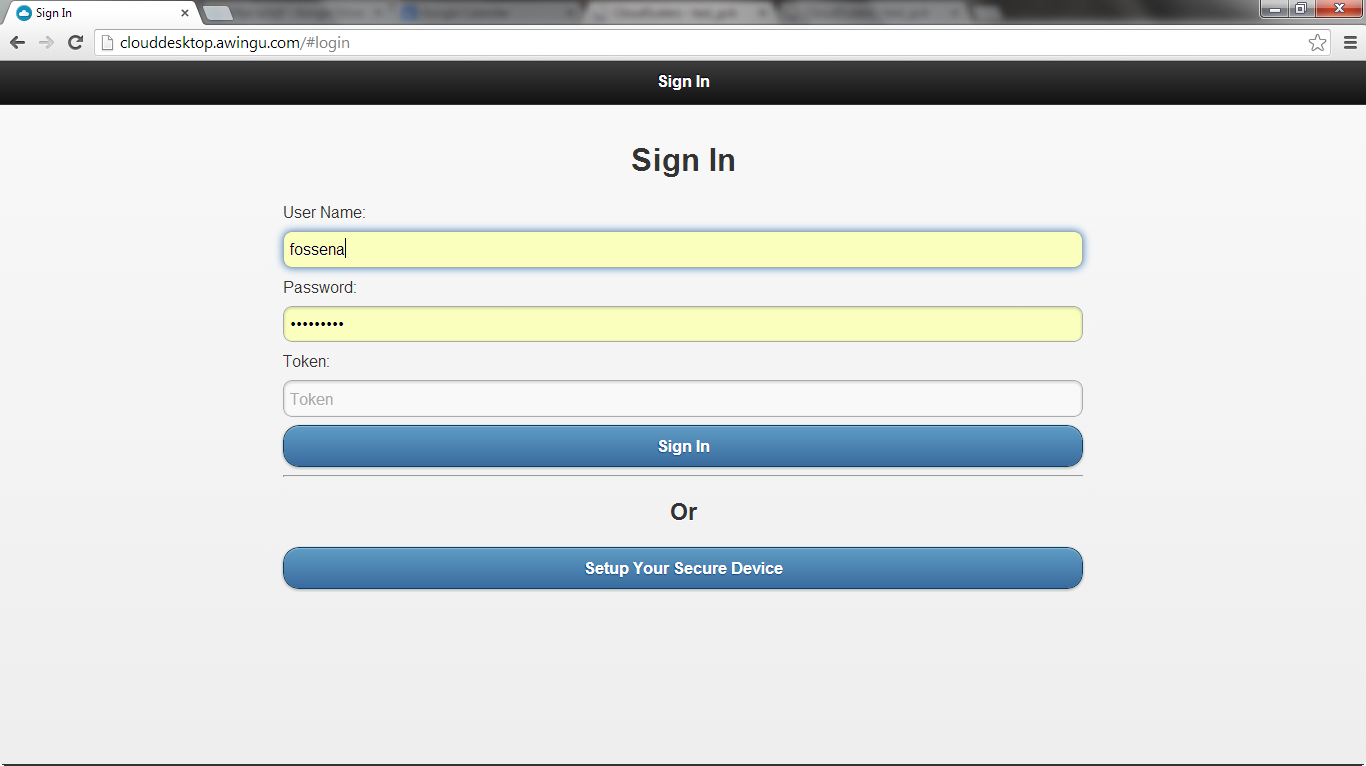 Sign In
clouddesktop.awingu.com/#login
Sign In
Sign In
User Name:
fossena
Password:
•••••••••
Token:
Token
Sign In
Or
Setup Your Secure Device